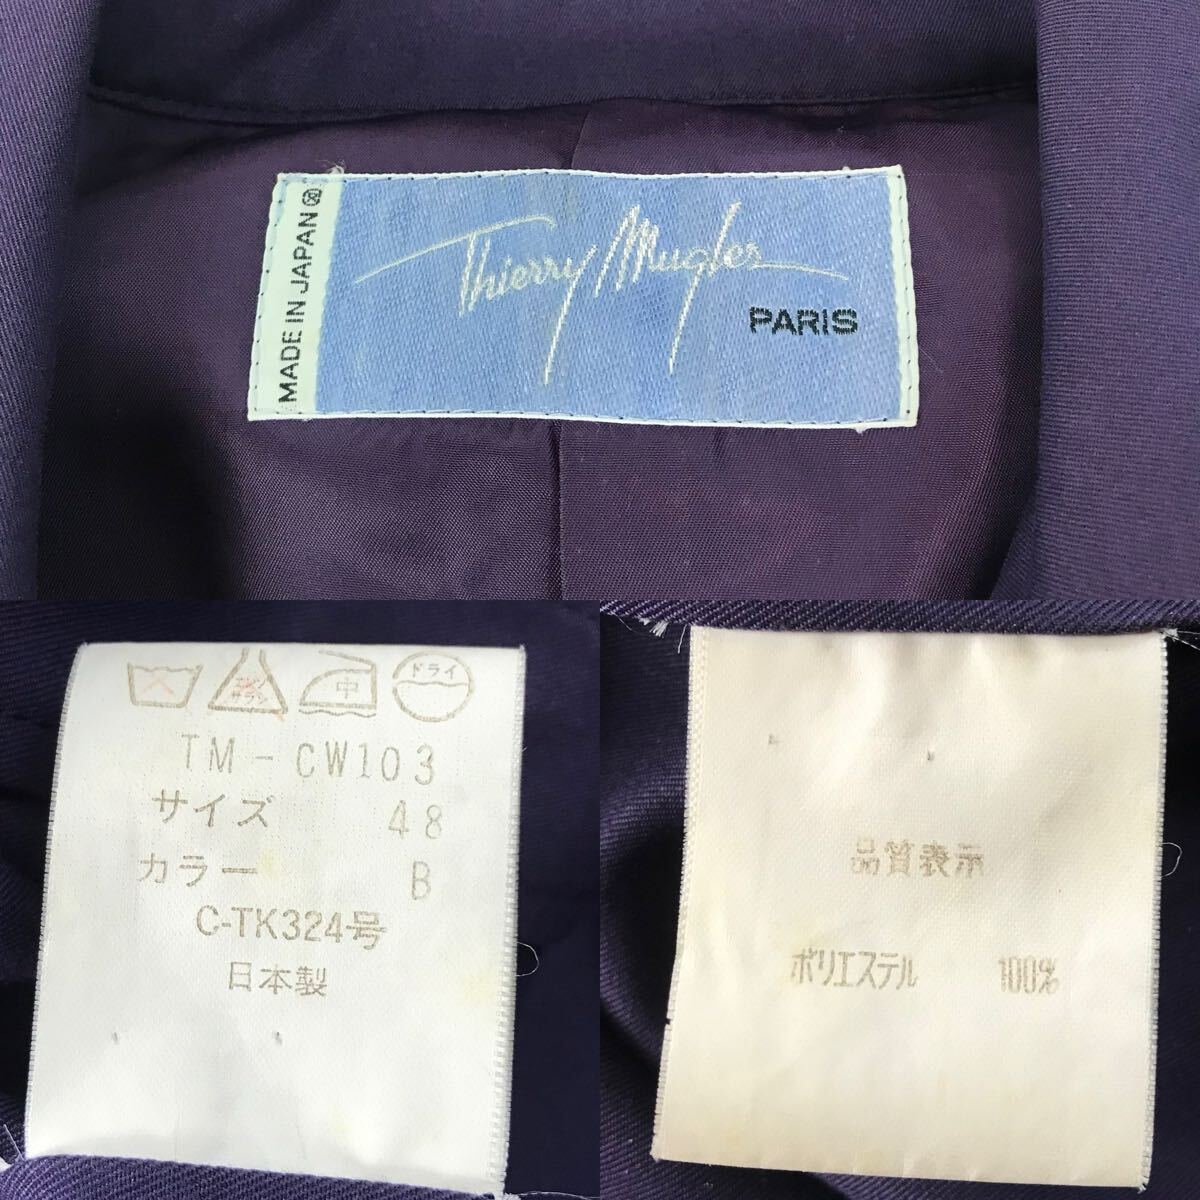 MADE IN JAPAN
Thierry Mugler
PARIS
ドライ
中
TM-CW103
サイズ 48
カラー B
C-TK324号
日本製
品質表示
ポリエステル 100%